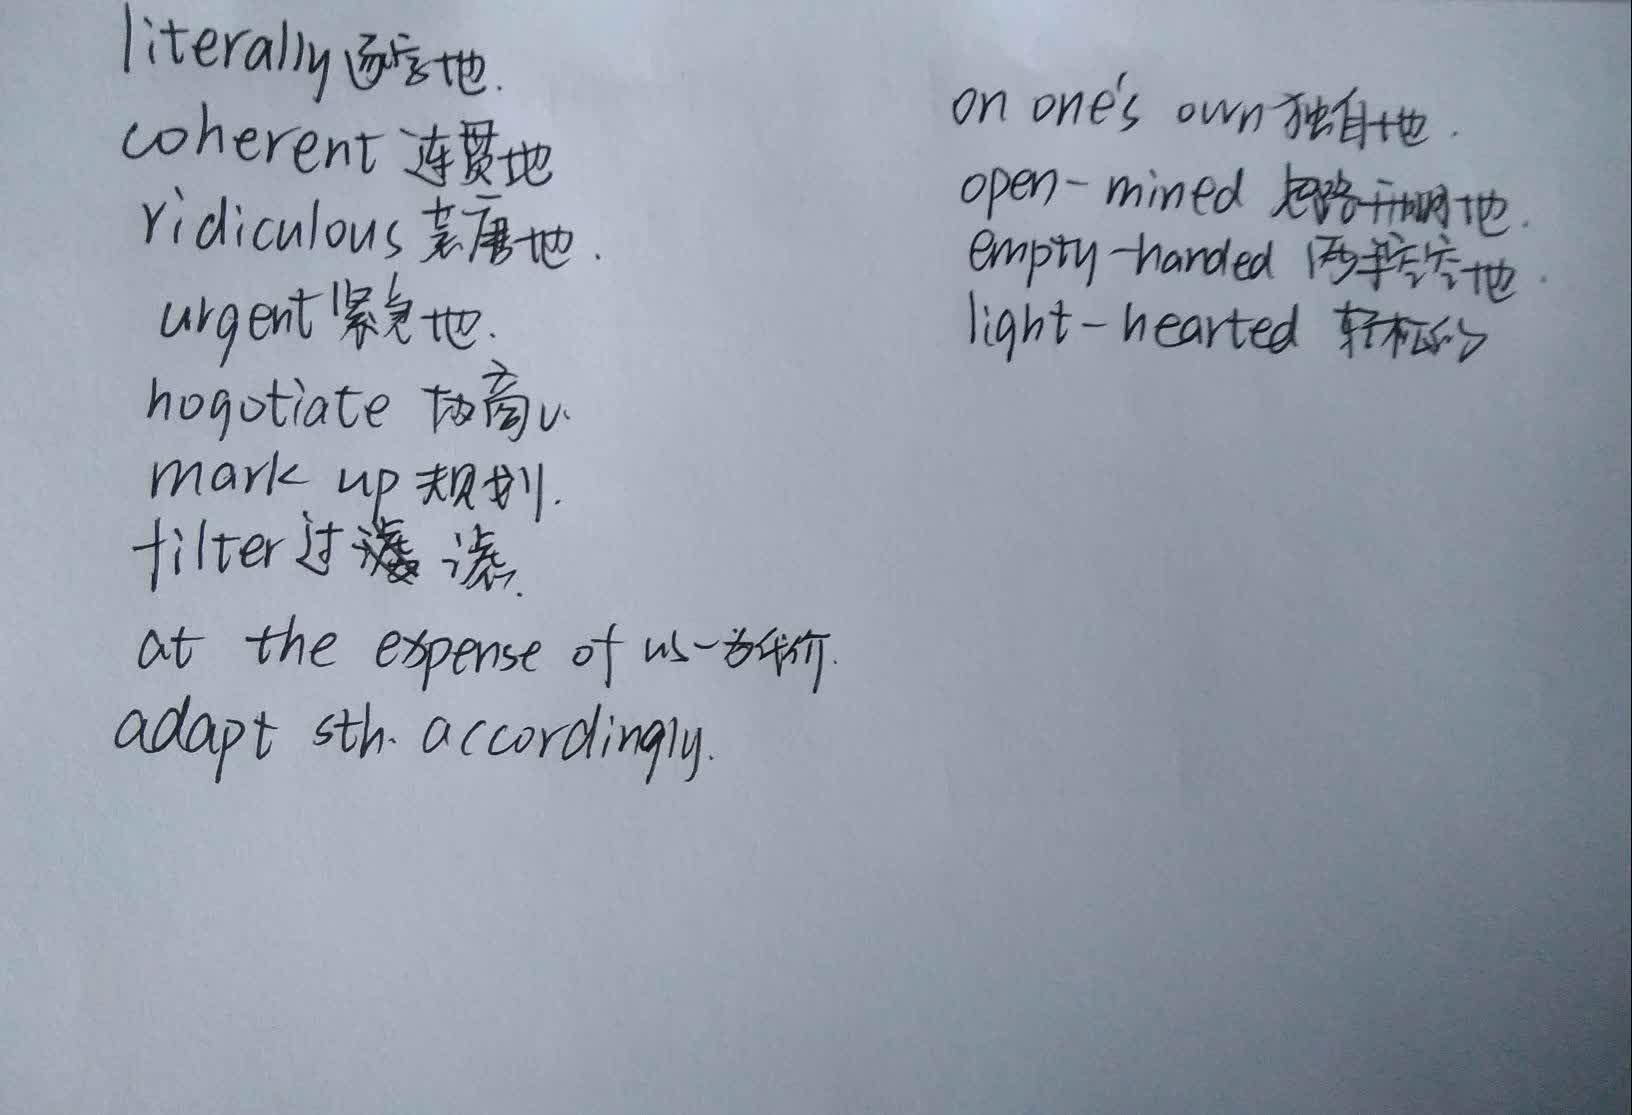 literally 逐字地.
coherent 连贯地
ridiculous 荒唐地.
urgent 紧急地.
hogotiate 协商v.
mark up 规划.
filter 过滤.
at the expense of 以-为代价.
adapt sth. accordingly.
on one's own 独自地.
open-mined 思路开明地.
empty-handed 两手空空地.
light-hearted 轻松的